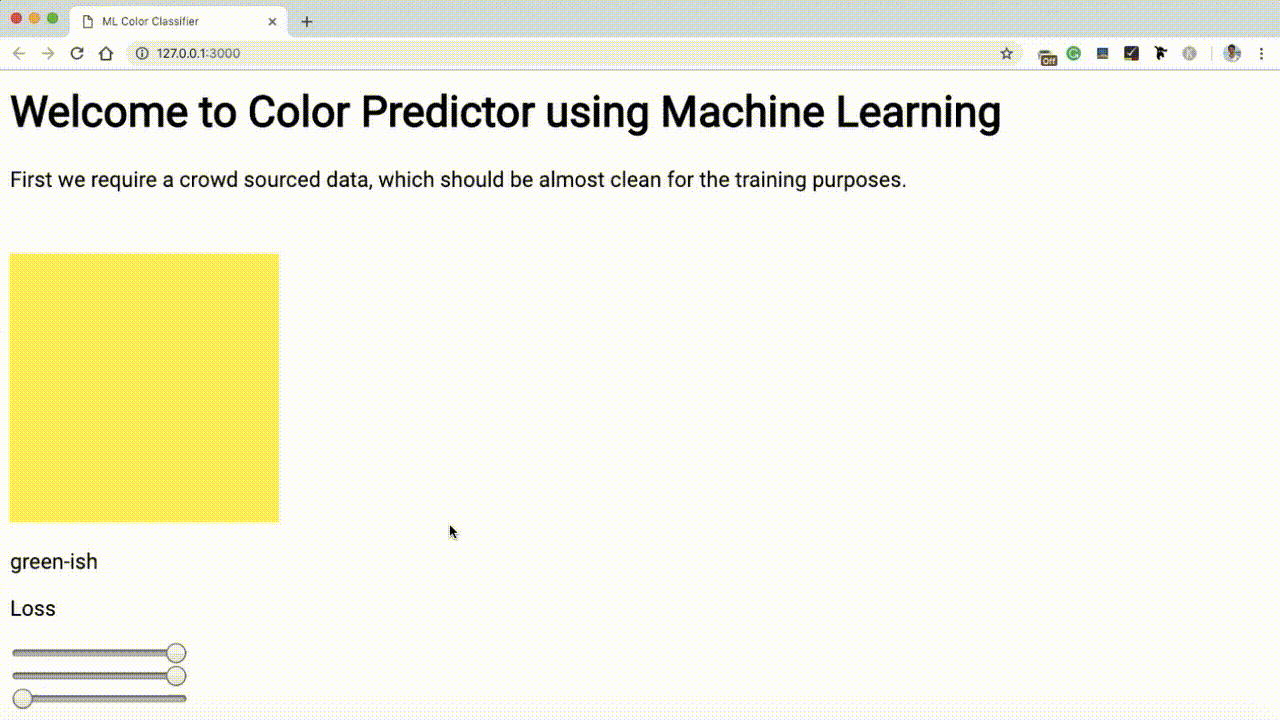 ML Color Classifier
127.0.0.1:3000
Off
Welcome to Color Predictor using Machine Learning
First we require a crowd sourced data, which should be almost clean for the training purposes.
green-ish
Loss